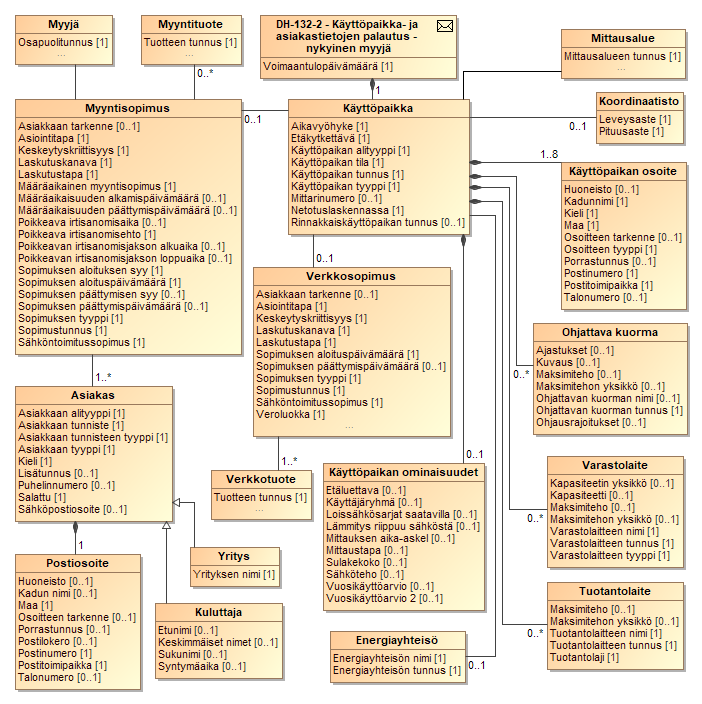 Myyjä
Osapuolitunnus [1]
...
Myyntituote
Tuotteen tunnus [1]
...
0..*
DH-132-2 - Käyttöpaikka- ja
asiakastietojen palautus -
nykyinen myyjä
Voimaantulopäivämäärä [1]
1
Mittausalue
Mittausalueen tunnus [1]
...
Myyntisopimus
Asiakkaan tarkenne [0..1]
Asiointitapa [1]
Keskeytyskriittisyys [1]
Laskutuskanava [1]
Laskutustapa [1]
Määräaikainen myyntisopimus [1]
Määräaikaisuuden alkamispäivämäärä [0..1]
Määräaikaisuuden päättymispäivämäärä [0..1]
Poikkeava irtisanomisaika [0..1]
Poikkeava irtisanomisehto [0..1]
Poikkeavan irtisanomisjakson alkuaika [0..1]
Poikkeavan irtisanomisjakson loppuaika [0..1]
Sopimuksen aloituksen syy [1]
Sopimuksen aloituspäivämäärä [1]
Sopimuksen päättymisen syy [0..1]
Sopimuksen päättymispäivämäärä [0..1]
Sopimuksen tyyppi [1]
Sopimustunnus [1]
Sähköntoimitussopimus [1]
0..1
Käyttöpaikka
Aikavyöhyke [1]
Etäkytkettävä [1]
Käyttöpaikan alityyppi [1]
Käyttöpaikan tila [1]
Käyttöpaikan tunnus [1]
Käyttöpaikan tyyppi [1]
Mittarinumero [0..1]
Netotuslaskennassa [1]
Rinnakkaiskäyttöpaikan tunnus [0..1]
Koordinaatisto
Leveysaste [1]
Pituusaste [1]
0..1
1..8
Käyttöpaikan osoite
Huoneisto [0..1]
Kadunnimi [0..1]
Kieli [1]
Maa [1]
Osoitteen tarkenne [0..1]
Osoitteen tyyppi [1]
Porrastunnus [0..1]
Postinumero [1]
Postitoimipaikka [1]
Talonumero [0..1]
0..1
Verkkosopimus
Asiakkaan tarkenne [0..1]
Asiointitapa [1]
Keskeytyskriittisyys [1]
Laskutuskanava [1]
Laskutustapa [1]
Sopimuksen aloituspäivämäärä [1]
Sopimuksen päättymispäivämäärä [0..1]
Sopimuksen tyyppi [1]
Sopimustunnus [1]
Sähköntoimitussopimus [1]
Veroluokka [1]
...
Ohjattava kuorma
Ajastukset [0..1]
Kuvaus [0..1]
Maksimiteho [0..1]
Maksimitehon yksikkö [0..1]
Ohjattavan kuorman nimi [0..1]
Ohjattavan kuorman tunnus [1]
Ohjausrajoitukset [0..1]
0..*
1..*
Asiakas
Asiakkaan alityyppi [1]
Asiakkaan tunniste [1]
Asiakkaan tunnisteen tyyppi [1]
Asiakkaan tyyppi [1]
Kieli [1]
Lisätunnus [0..1]
Puhelinnumero [0..1]
Salattu [1]
Sähköpostiosoite [0..1]
1..*
Verkkotuote
Tuotteen tunnus [1]
...
0..1
Käyttöpaikan ominaisuudet
Etäluettava [0..1]
Käyttäjäryhmä [0..1]
Loissähkösarjat saatavilla [0..1]
Lämmitys riippuu sähköstä [0..1]
Mittauksen aika-askel [0..1]
Mittaustapa [0..1]
Sulakekoko [0..1]
Sähköteho [0..1]
Vuosikäyttöarvio [0..1]
Vuosikäyttöarvio 2 [0..1]
Varastolaite
Kapasiteetin yksikkö [0..1]
Kapasiteetti [0..1]
Maksimiteho [0..1]
Maksimitehon yksikkö [0..1]
Varastolaitteen nimi [1]
Varastolaitteen tunnus [1]
Varastolaitteen tyyppi [1]
0..*
1
Postiosoite
Huoneisto [0..1]
Kadun nimi [0..1]
Maa [1]
Osoitteen tarkenne [0..1]
Porrastunnus [0..1]
Postilokero [0..1]
Postinumero [1]
Postitoimipaikka [1]
Talonumero [0..1]
Yritys
Yrityksen nimi [1]
Kuluttaja
Etunimi [0..1]
Keskimmäiset nimet [0..1]
Sukunimi [0..1]
Syntymäaika [0..1]
Energiayhteisö
Energiayhteisön nimi [1]
Energiayhteisön tunnus [1]
0..1
Tuotantolaite
Maksimiteho [0..1]
Maksimitehon yksikkö [0..1]
Tuotantolaitteen nimi [1]
Tuotantolaitteen tunnus [1]
Tuotantolaji [1]
0..*